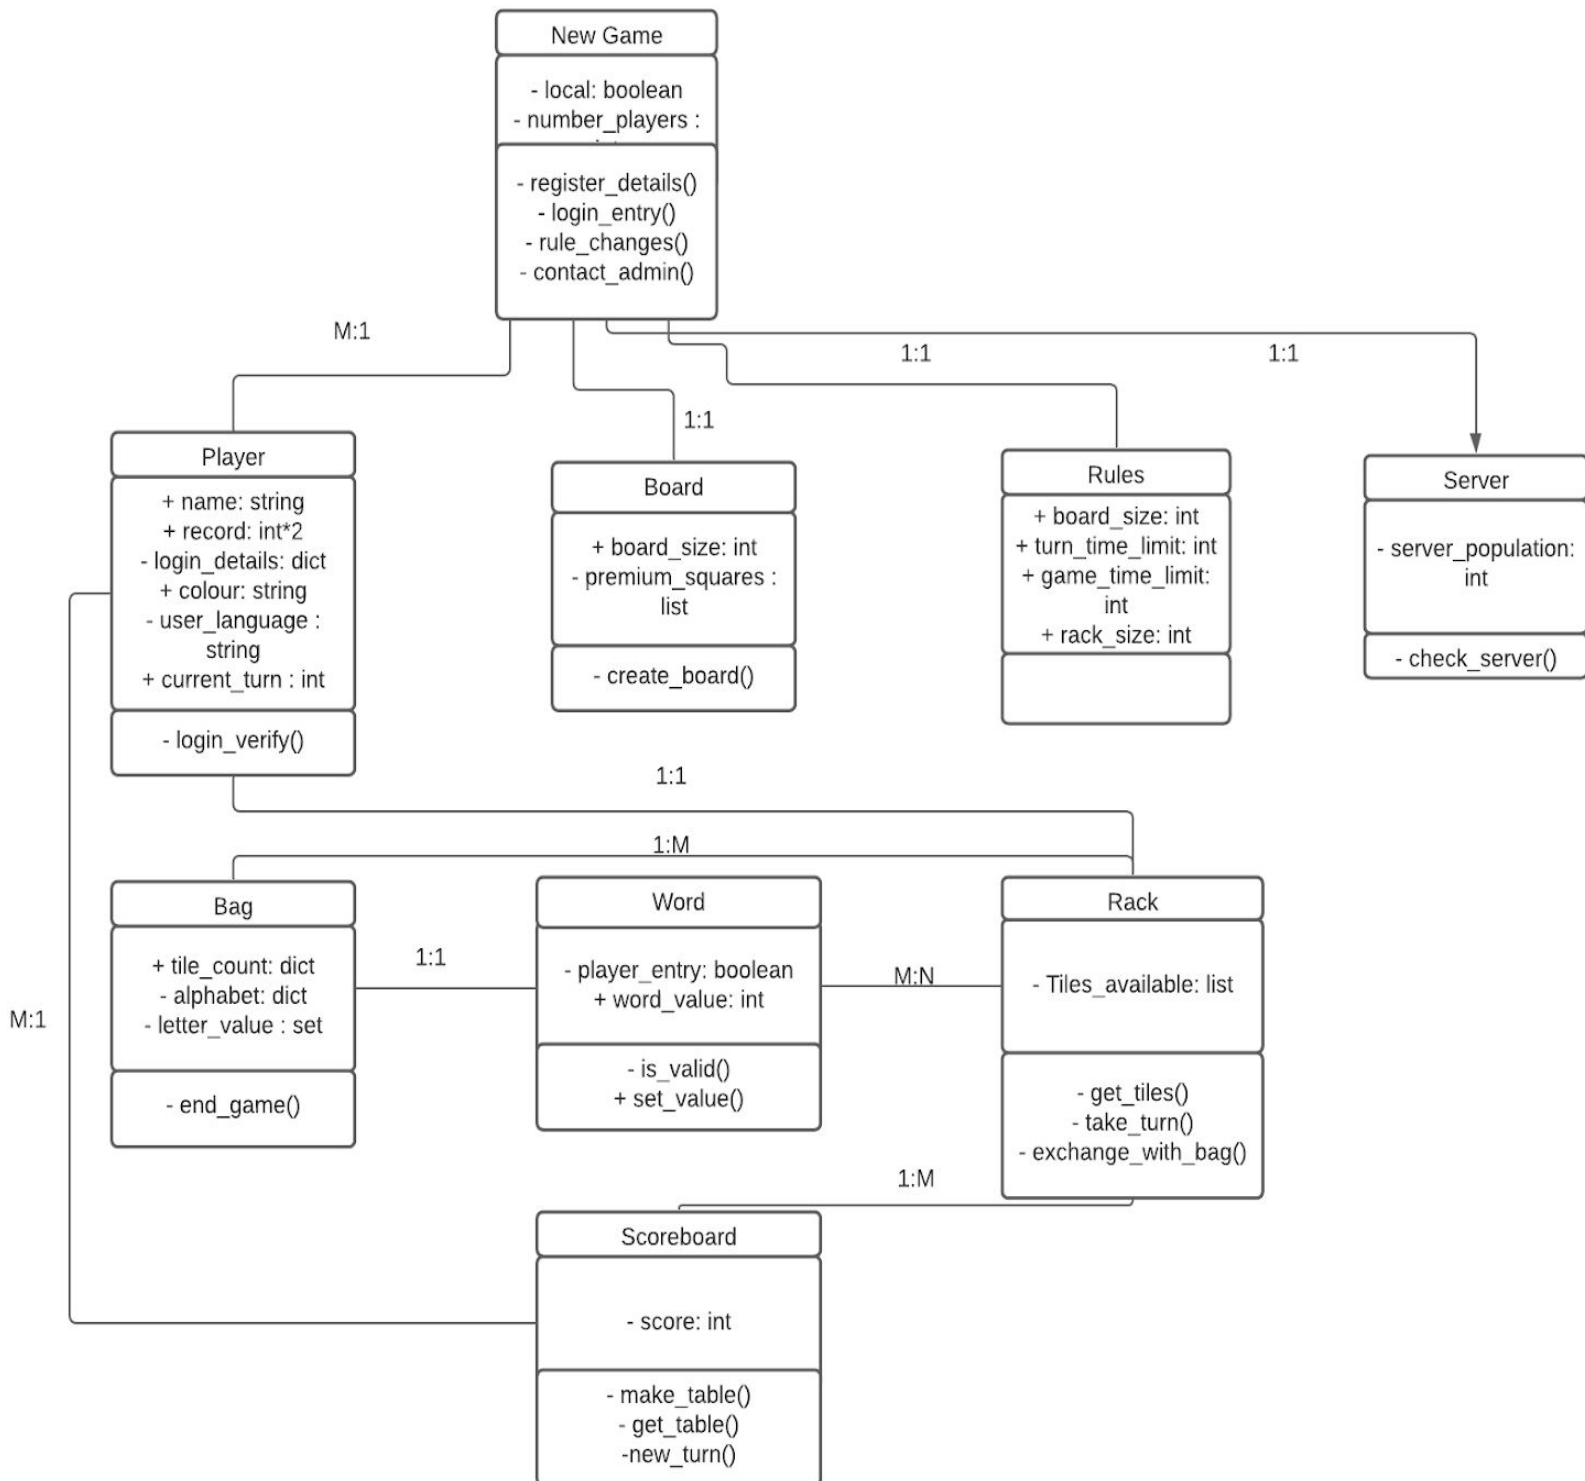 New Game
- local: boolean
- number_players :
- register_details()
- login_entry()
- rule_changes()
- contact_admin()
M:1
1:1
1:1
1:1
Player
+ name: string
+ record: int*2
- login_details: dict
+ colour: string
- user_language :
string
+ current_turn : int
- login_verify()
Board
+ board_size: int
- premium_squares :
list
- create_board()
Rules
+ board_size: int
+ turn_time_limit: int
+ game_time_limit:
int
+ rack_size: int
Server
- server_population:
int
- check_server()
1:1
1:M
Bag
+ tile_count: dict
- alphabet: dict
- letter_value : set
- end_game()
1:1
Word
- player_entry: boolean
+ word_value: int
- is_valid()
+ set_value()
M:N
Rack
- Tiles_available: list
- get_tiles()
- take_turn()
- exchange_with_bag()
M:1
1:M
Scoreboard
- score: int
- make_table()
- get_table()
-new_turn()